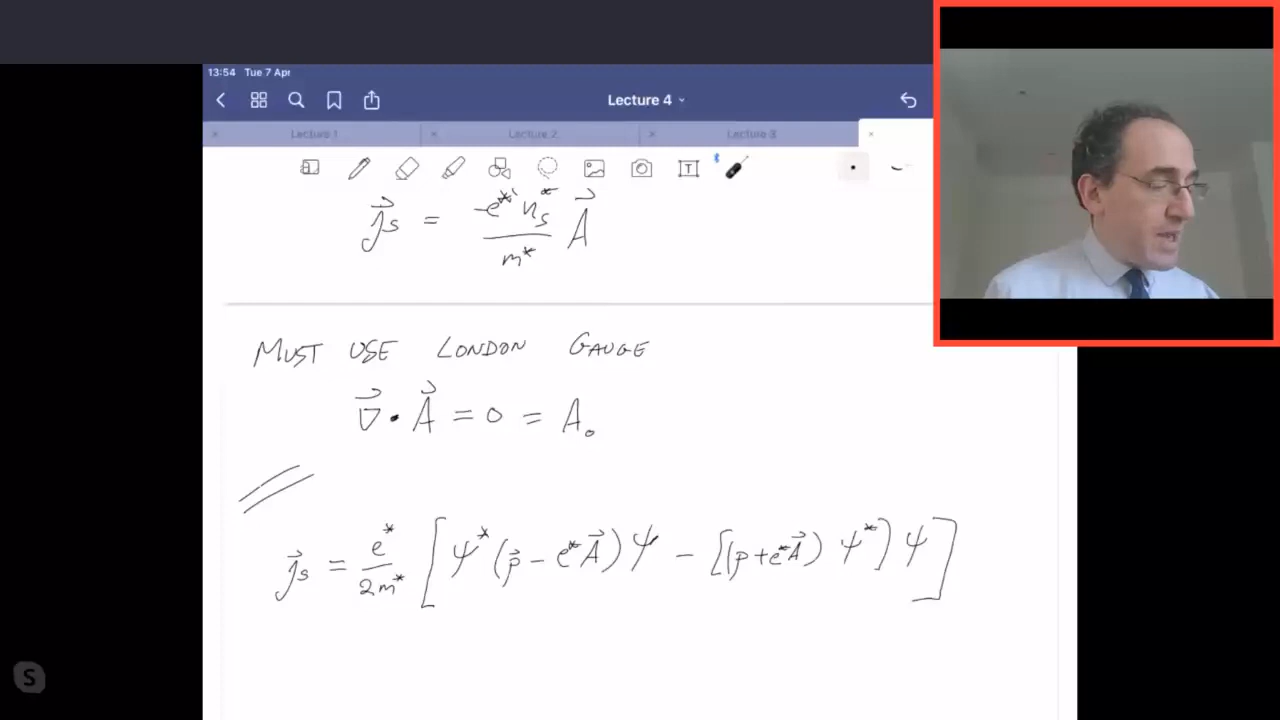 13:54 Tue 7 Apr
Lecture 4
× Lecture 1 × Lecture 2 × Lecture 3 ×
T
j⃗s = -e*² ns* / m* A⃗
MUST USE LONDON GAUGE
∇⃗ · A⃗ = 0 = A₀
j⃗s = e* / 2m* [ψ* (p⃗ − e*A⃗) ψ − [(p + e*A⃗) ψ*] ψ]
S